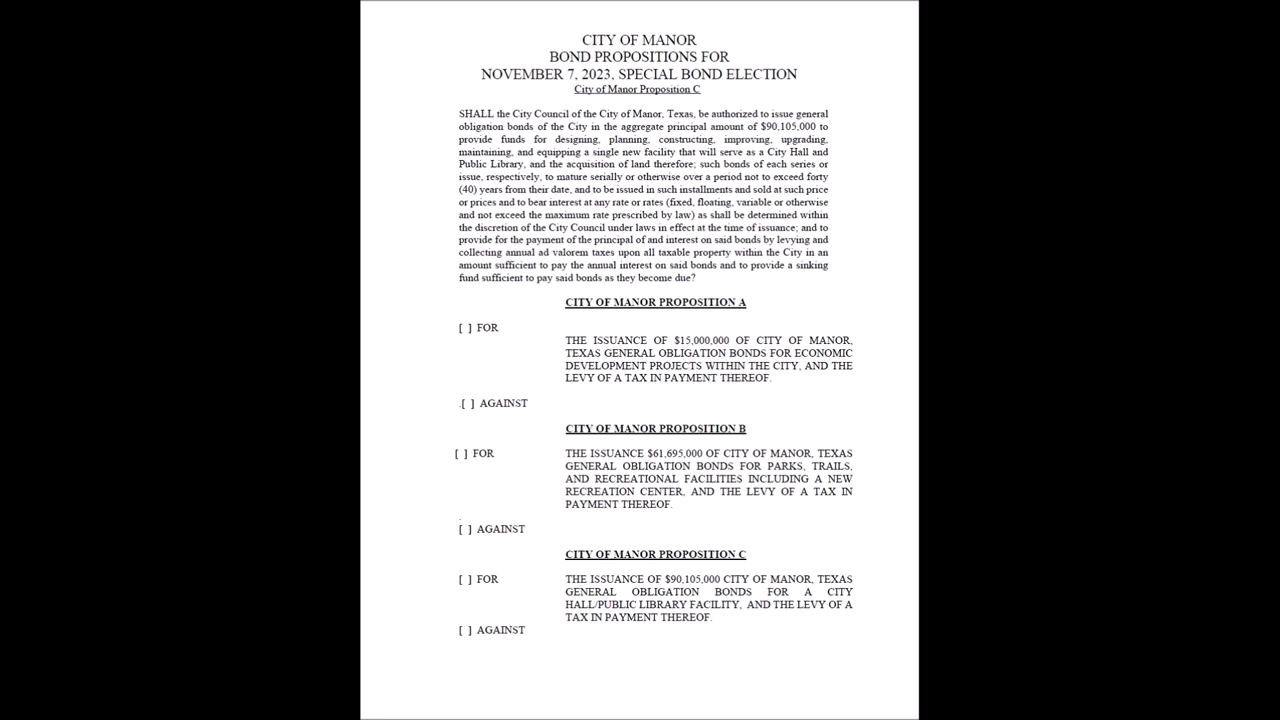 CITY OF MANOR
BOND PROPOSITIONS FOR
NOVEMBER 7, 2023, SPECIAL BOND ELECTION
City of Manor Proposition C
SHALL the City Council of the City of Manor, Texas, be authorized to issue general
obligation bonds of the City in the aggregate principal amount of $90,105,000 to
provide funds for designing, planning, constructing, improving, upgrading,
maintaining, and equipping a single new facility that will serve as a City Hall and
Public Library, and the acquisition of land therefore; such bonds of each series or
issue, respectively, to mature serially or otherwise over a period not to exceed forty
(40) years from their date, and to be issued in such installments and sold at such price
or prices and to bear interest at any rate or rates (fixed, floating, variable or otherwise
and not exceed the maximum rate prescribed by law) as shall be determined within
the discretion of the City Council under laws in effect at the time of issuance; and to
provide for the payment of the principal of and interest on said bonds by levying and
collecting annual ad valorem taxes upon all taxable property within the City in an
amount sufficient to pay the annual interest on said bonds and to provide a sinking
fund sufficient to pay said bonds as they become due?
CITY OF MANOR PROPOSITION A
[ ] FOR
THE ISSUANCE OF $15,000,000 OF CITY OF MANOR,
TEXAS GENERAL OBLIGATION BONDS FOR ECONOMIC
DEVELOPMENT PROJECTS WITHIN THE CITY, AND THE
LEVY OF A TAX IN PAYMENT THEREOF.
.[ ] AGAINST
CITY OF MANOR PROPOSITION B
[ ] FOR THE ISSUANCE $61,695,000 OF CITY OF MANOR, TEXAS
GENERAL OBLIGATION BONDS FOR PARKS, TRAILS,
AND RECREATIONAL FACILITIES INCLUDING A NEW
RECREATION CENTER, AND THE LEVY OF A TAX IN
PAYMENT THEREOF.
.
[ ] AGAINST
CITY OF MANOR PROPOSITION C
[ ] FOR THE ISSUANCE OF $90,105,000 CITY OF MANOR, TEXAS
GENERAL OBLIGATION BONDS FOR A CITY
HALL/PUBLIC LIBRARY FACILITY, AND THE LEVY OF A
TAX IN PAYMENT THEREOF.
[ ] AGAINST